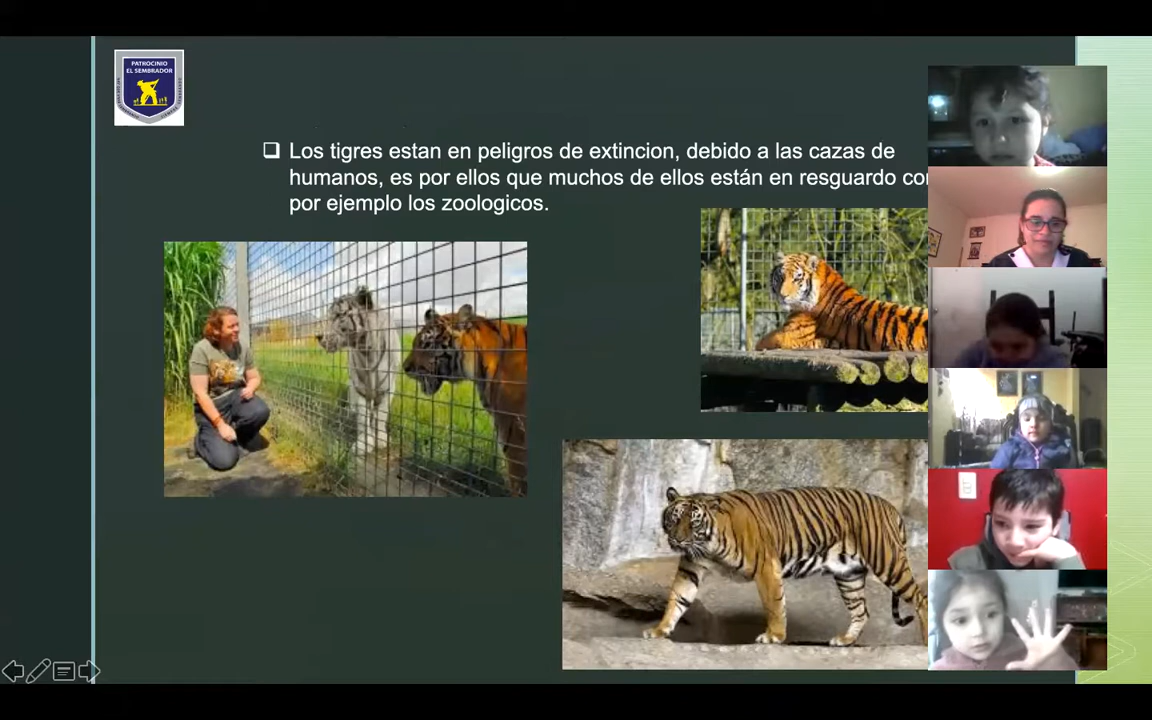 PATROCINIO
EL SEMBRADOR
Los tigres estan en peligros de extincion, debido a las cazas de
humanos, es por ellos que muchos de ellos están en resguardo
por ejemplo los zoologicos.